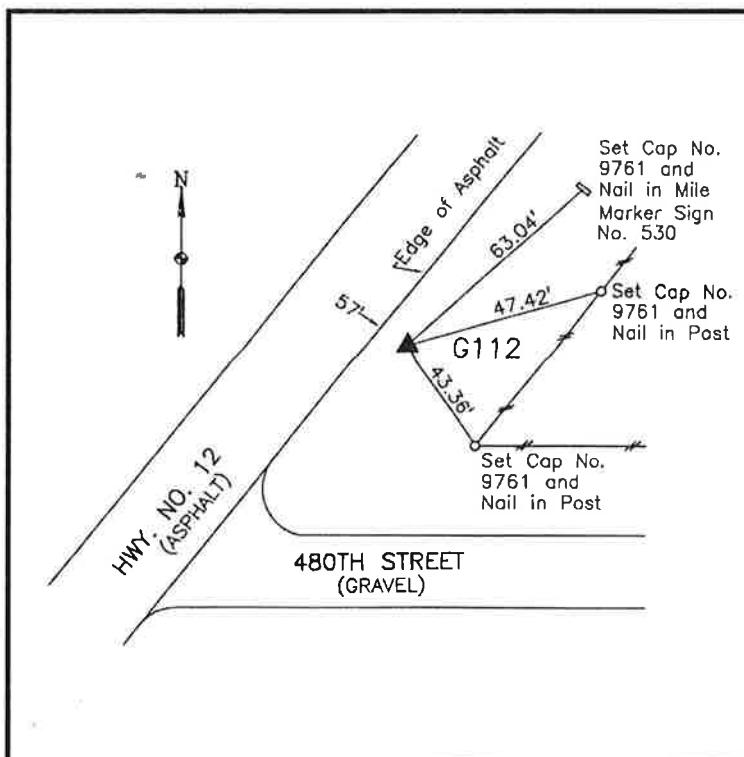 N
Edge of Asphalt
Set Cap No.
9761 and
Nail in Mile
Marker Sign
No. 530
63.04'
57'
47.42'
Set Cap No.
9761 and
Nail in Post
G112
43.36'
Set Cap No.
9761 and
Nail in Post
HWY. NO. 12
(ASPHALT)
480TH STREET
(GRAVEL)